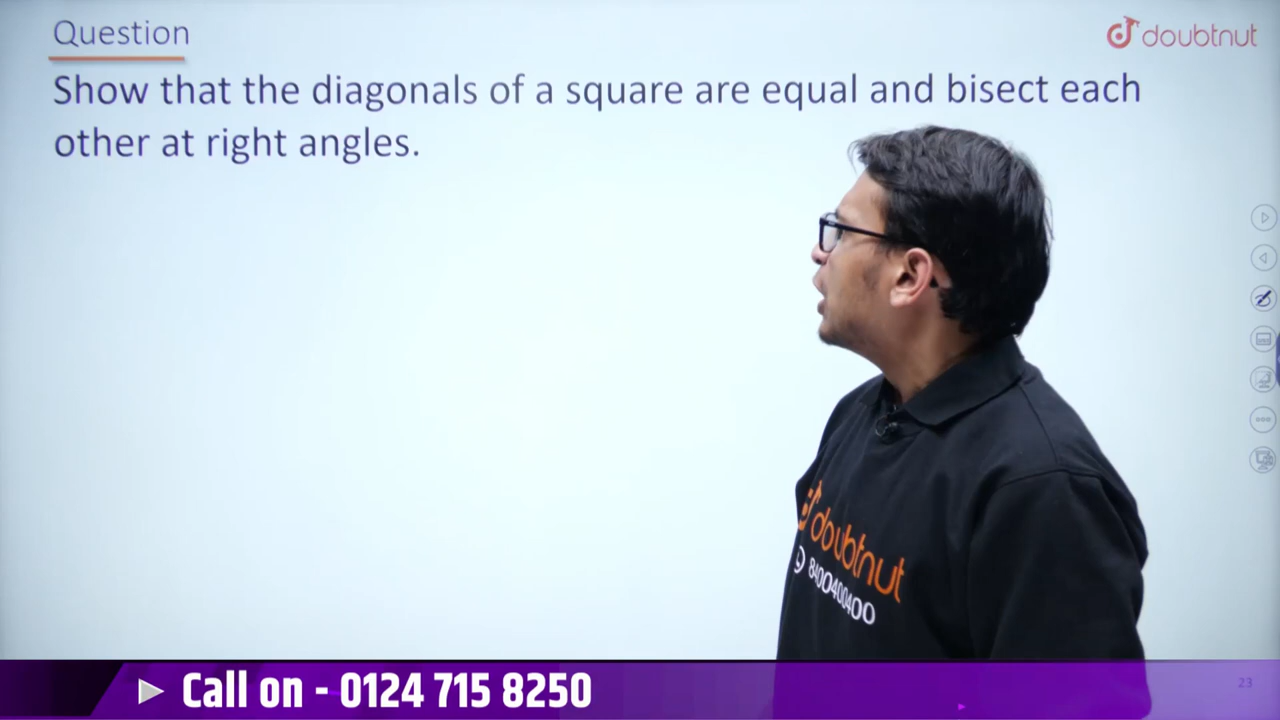 Question
doubtnut
Show that the diagonals of a square are equal and bisect each
other at right angles.
doubtnut
8400400400
Call on - 0124 715 8250
23